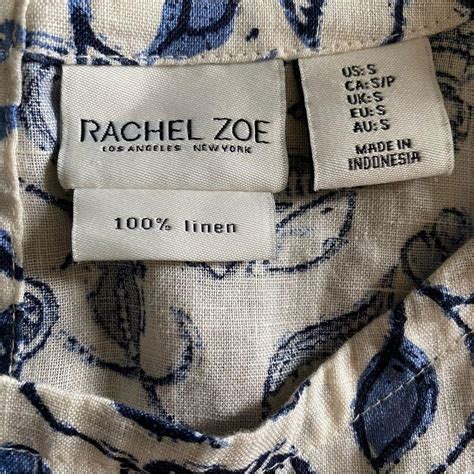 RACHEL ZOE
LOS ANGELES NEW YORK
100% linen
US: S
CA: S/P
UK: S
EU: S
AU: S
MADE IN
INDONESIA